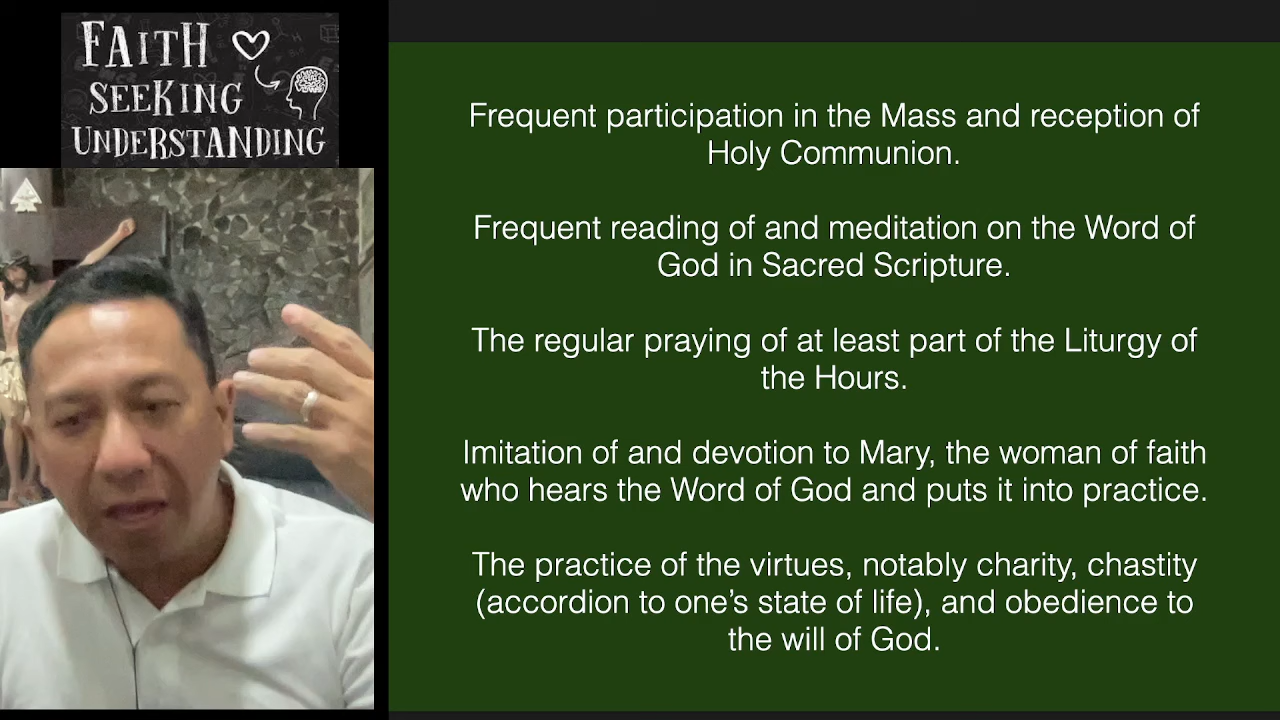 FAITH
SEEKING
UNDERSTANDING
Frequent participation in the Mass and reception of
Holy Communion.
Frequent reading of and meditation on the Word of
God in Sacred Scripture.
The regular praying of at least part of the Liturgy of
the Hours.
Imitation of and devotion to Mary, the woman of faith
who hears the Word of God and puts it into practice.
The practice of the virtues, notably charity, chastity
(accordion to one’s state of life), and obedience to
the will of God.